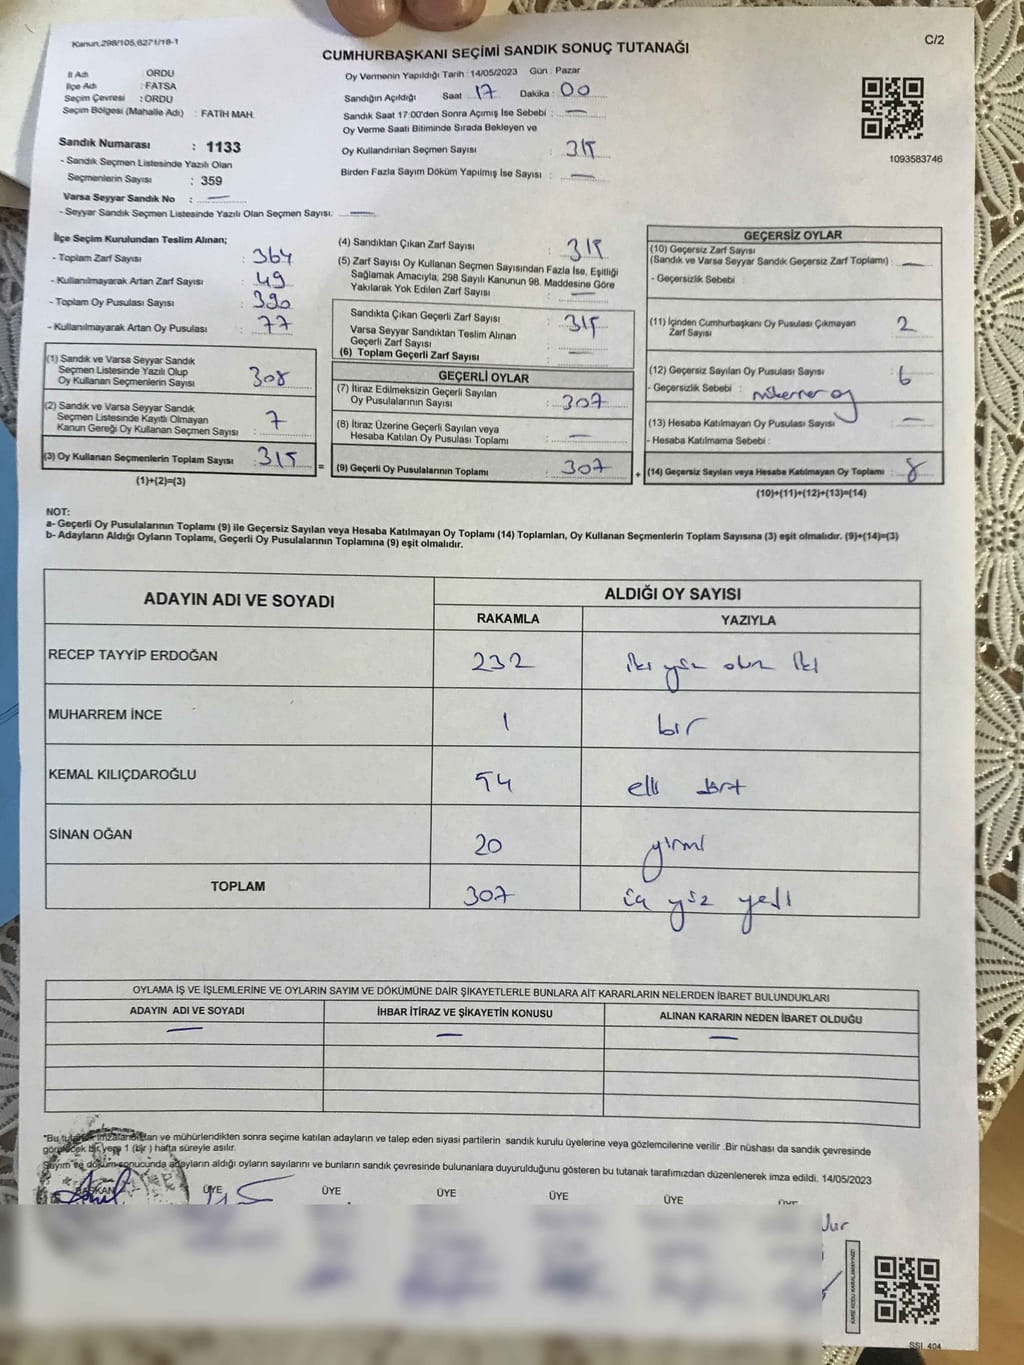 Kanun,298/105,6271/18-1
C/2
CUMHURBAŞKANI SEÇİMİ SANDIK SONUÇ TUTANAĞI
İl Adı : ORDU
İlçe Adı : FATSA
Seçim Çevresi : ORDU
Seçim Bölgesi (Mahalle Adı) : FATİH MAH.
Oy Vermenin Yapıldığı Tarih : 14/05/2023 Gün : Pazar
Sandığın Açıldığı Saat : 17 Dakika : 00
Sandık Saat 17:00'den Sonra Açılmış İse Sebebi : —
Oy Verme Saati Bitiminde Sırada Bekleyen ve
Oy Kullandırılan Seçmen Sayısı : 315
Birden Fazla Sayım Döküm Yapılmış İse Sayısı : —
1093583746
Sandık Numarası : 1133
- Sandık Seçmen Listesinde Yazılı Olan
Seçmenlerin Sayısı : 359
Varsa Seyyar Sandık No : —
- Seyyar Sandık Seçmen Listesinde Yazılı Olan Seçmen Sayısı: —
İlçe Seçim Kurulundan Teslim Alınan;
- Toplam Zarf Sayısı : 364
- Kullanılmayarak Artan Zarf Sayısı : 49
- Toplam Oy Pusulası Sayısı : 390
- Kullanılmayarak Artan Oy Pusulası : 77
(1) Sandık ve Varsa Seyyar Sandık
Seçmen Listesinde Yazılı Olup
Oy Kullanan Seçmenlerin Sayısı : 308
(2) Sandık ve Varsa Seyyar Sandık
Seçmen Listesinde Kayıtlı Olmayan
Kanun Gereği Oy Kullanan Seçmen Sayısı : 7
(3) Oy Kullanan Seçmenlerin Toplam Sayısı : 315
(1)+(2)=(3)
=
(4) Sandıktan Çıkan Zarf Sayısı : 315
(5) Zarf Sayısı Oy Kullanan Seçmen Sayısından Fazla İse, Eşitliği
Sağlamak Amacıyla; 298 Sayılı Kanunun 98. Maddesine Göre
Yakılarak Yok Edilen Zarf Sayısı : —
Sandıkta Çıkan Geçerli Zarf Sayısı : 315
Varsa Seyyar Sandıktan Teslim Alınan
Geçerli Zarf Sayısı : —
(6) Toplam Geçerli Zarf Sayısı :
GEÇERLİ OYLAR
(7) İtiraz Edilmeksizin Geçerli Sayılan
Oy Pusulalarının Sayısı : 307
(8) İtiraz Üzerine Geçerli Sayılan veya
Hesaba Katılan Oy Pusulası Toplamı : —
(9) Geçerli Oy Pusulalarının Toplamı : 307
+
GEÇERSİZ OYLAR
(10) Geçersiz Zarf Sayısı
(Sandık ve Varsa Seyyar Sandık Geçersiz Zarf Toplamı) : —
- Geçersizlik Sebebi :
(11) İçinden Cumhurbaşkanı Oy Pusulası Çıkmayan
Zarf Sayısı : 2
(12) Geçersiz Sayılan Oy Pusulası Sayısı : 6
- Geçersizlik Sebebi : mükerrer oy
(13) Hesaba Katılmayan Oy Pusulası Sayısı : —
- Hesaba Katılmama Sebebi :
(14) Geçersiz Sayılan veya Hesaba Katılmayan Oy Toplamı : 8
(10)+(11)+(12)+(13)=(14)
NOT:
a- Geçerli Oy Pusulalarının Toplamı (9) ile Geçersiz Sayılan veya Hesaba Katılmayan Oy Toplamı (14) Toplamları, Oy Kullanan Seçmenlerin Toplam Sayısına (3) eşit olmalıdır. (9)+(14)=(3)
b- Adayların Aldığı Oyların Toplamı, Geçerli Oy Pusulalarının Toplamına (9) eşit olmalıdır.
ADAYIN ADI VE SOYADI
ALDIĞI OY SAYISI
RAKAMLA YAZIYLA
RECEP TAYYİP ERDOĞAN 232 iki yüz otuz iki
MUHARREM İNCE 1 bir
KEMAL KILIÇDAROĞLU 54 elli dört
SİNAN OĞAN 20 yirmi
TOPLAM 307 üç yüz yedi
OYLAMA İŞ VE İŞLEMLERİNE VE OYLARIN SAYIM VE DÖKÜMÜNE DAİR ŞİKAYETLERLE BUNLARA AİT KARARLARIN NELERDEN İBARET BULUNDUKLARI
ADAYIN ADI VE SOYADI İHBAR İTİRAZ VE ŞİKAYETİN KONUSU ALINAN KARARIN NEDEN İBARET OLDUĞU
— — —
*Bu tutanak imzalandıktan ve mühürlendikten sonra seçime katılan adayların ve talep eden siyasi partilerin sandık kurulu üyelerine veya gözlemcilerine verilir .Bir nüshası da sandık çevresinde
görülecek bir yere 1 (bir ) hafta süreyle asılır.
Sayım ve döküm sonucunda adayların aldığı oyların sayılarını ve bunların sandık çevresinde bulunanlara duyurulduğunu gösteren bu tutanak tarafımızdan düzenlenerek imza edildi. 14/05/2023
BAŞKAN ÜYE ÜYE ÜYE ÜYE ÜYE ÜYE
KARE KODU KARALAMAYINIZ!
SSI_404